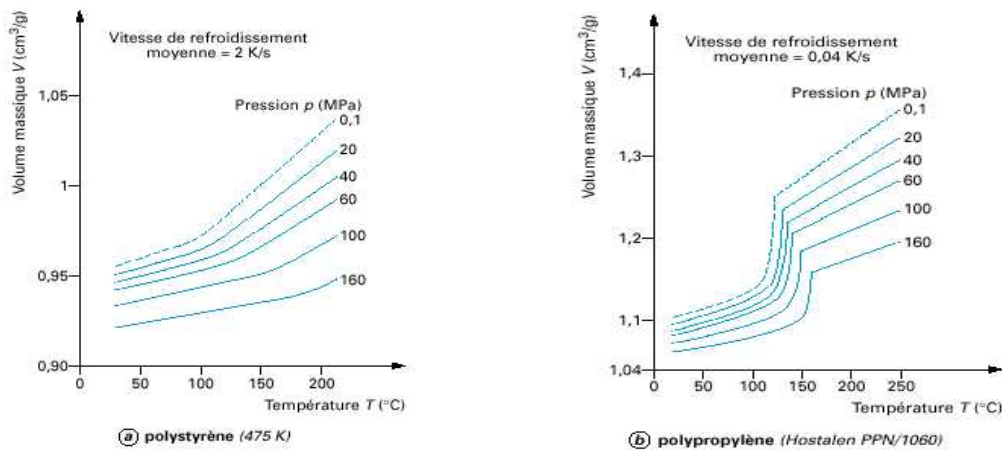 Volume massique V (cm³/g)
Vitesse de refroidissement
moyenne = 2 K/s
1,05
Pression p (MPa)
0,1
20
1
40
60
100
0,95
160
0,90
0
50
100
150
200
Température T (°C)
a polystyrène (475 K)
Volume massique V (cm³/g)
Vitesse de refroidissement
moyenne = 0,04 K/s
1,4
Pression p (MPa)
0,1
20
1,3
40
60
100
1,2
160
1,1
1,04
0
50
100
150
200
250
Température T (°C)
b polypropylène (Hostalen PPN/1060)